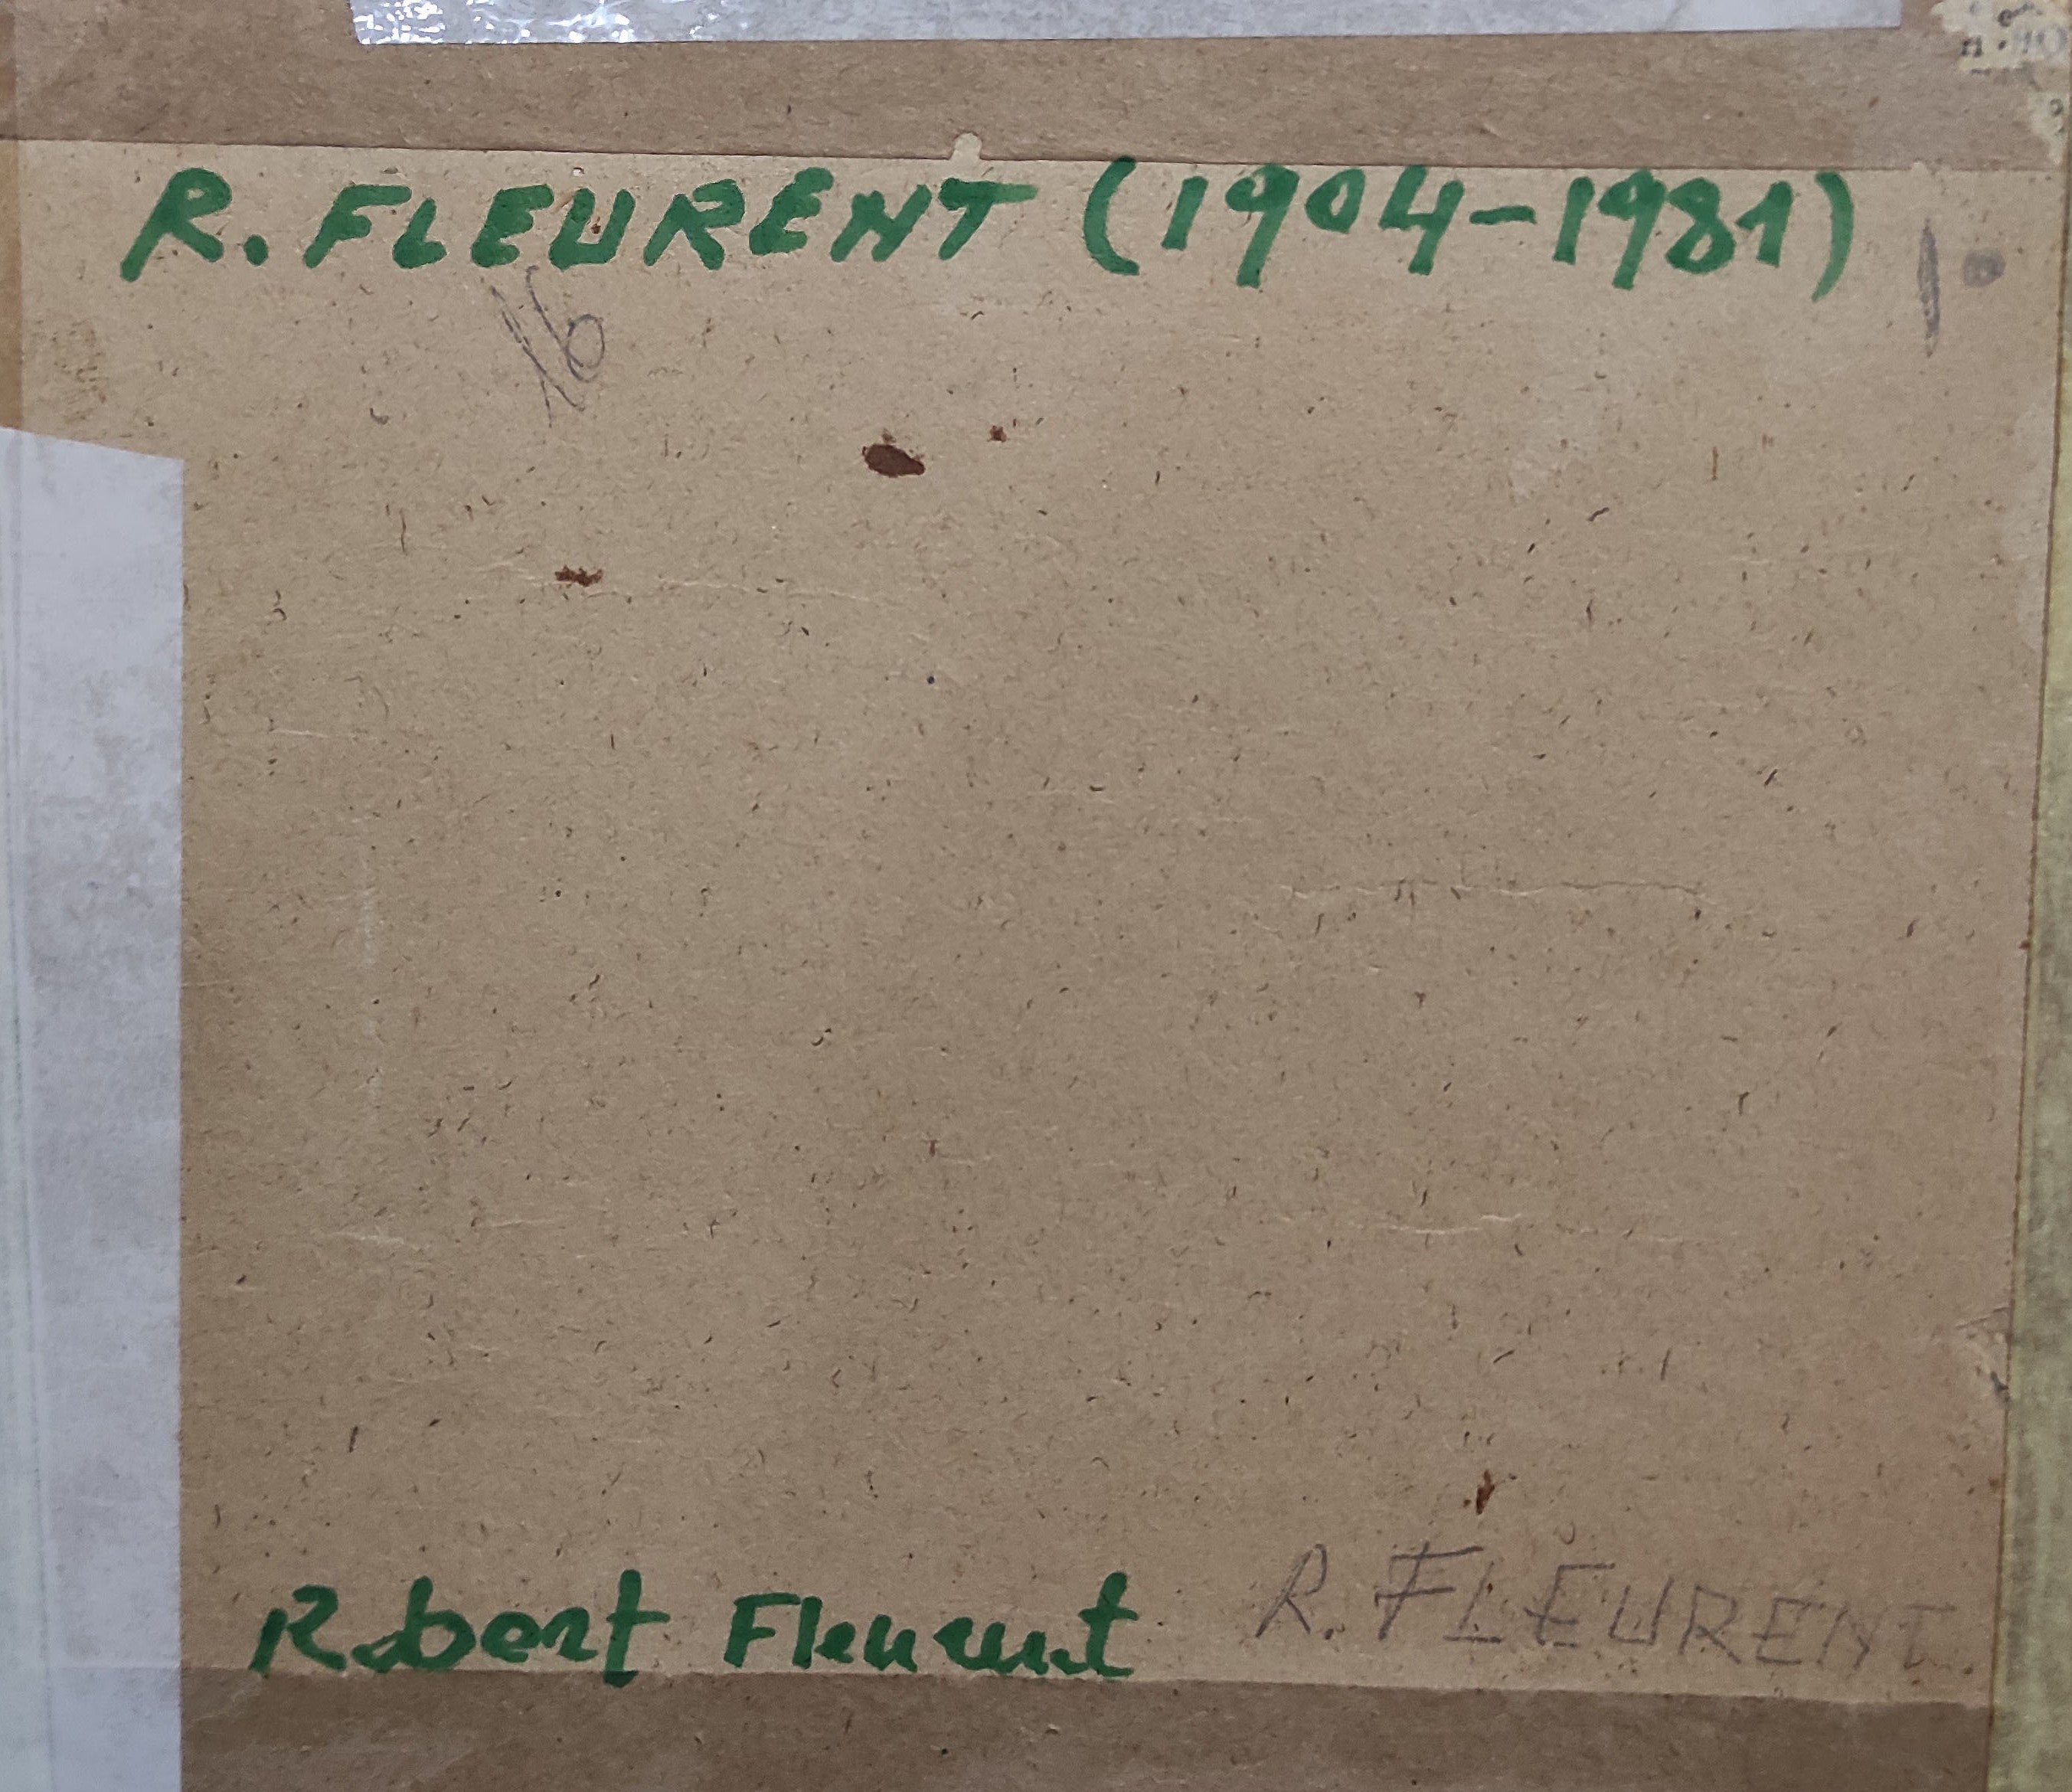 R. FLEURENT (1904-1981)
16
Robert Fleurent
R. FLEURENT.